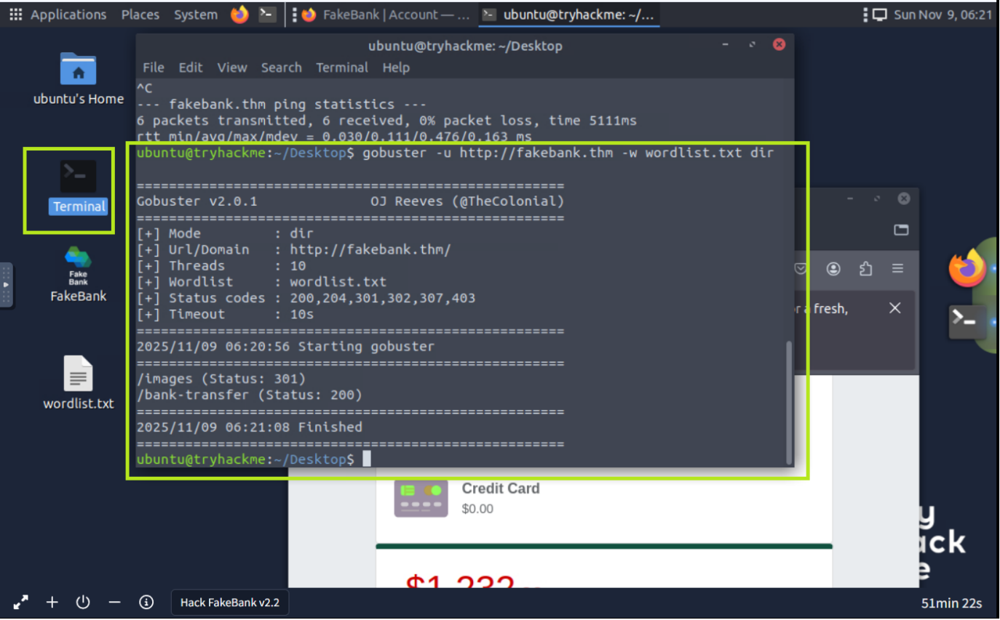 Applications Places System FakeBank | Account — ... ubuntu@tryhackme: ~/... Sun Nov 9, 06:21
ubuntu@tryhackme: ~/Desktop
File Edit View Search Terminal Help
^C
--- fakebank.thm ping statistics ---
6 packets transmitted, 6 received, 0% packet loss, time 5111ms
rtt min/avg/max/mdev = 0.030/0.111/0.476/0.163 ms
ubuntu@tryhackme:~/Desktop$ gobuster -u http://fakebank.thm -w wordlist.txt dir
=====================================================
Gobuster v2.0.1 OJ Reeves (@TheColonial)
=====================================================
[+] Mode : dir
[+] Url/Domain : http://fakebank.thm/
[+] Threads : 10
[+] Wordlist : wordlist.txt
[+] Status codes : 200,204,301,302,307,403
[+] Timeout : 10s
=====================================================
2025/11/09 06:20:56 Starting gobuster
=====================================================
/images (Status: 301)
/bank-transfer (Status: 200)
=====================================================
2025/11/09 06:21:08 Finished
=====================================================
ubuntu@tryhackme:~/Desktop$
ubuntu's Home
Terminal
Fake
Bank
FakeBank
wordlist.txt
fresh,
Credit Card
$0.00
$1,232
ack
Hack FakeBank v2.2
51min 22s